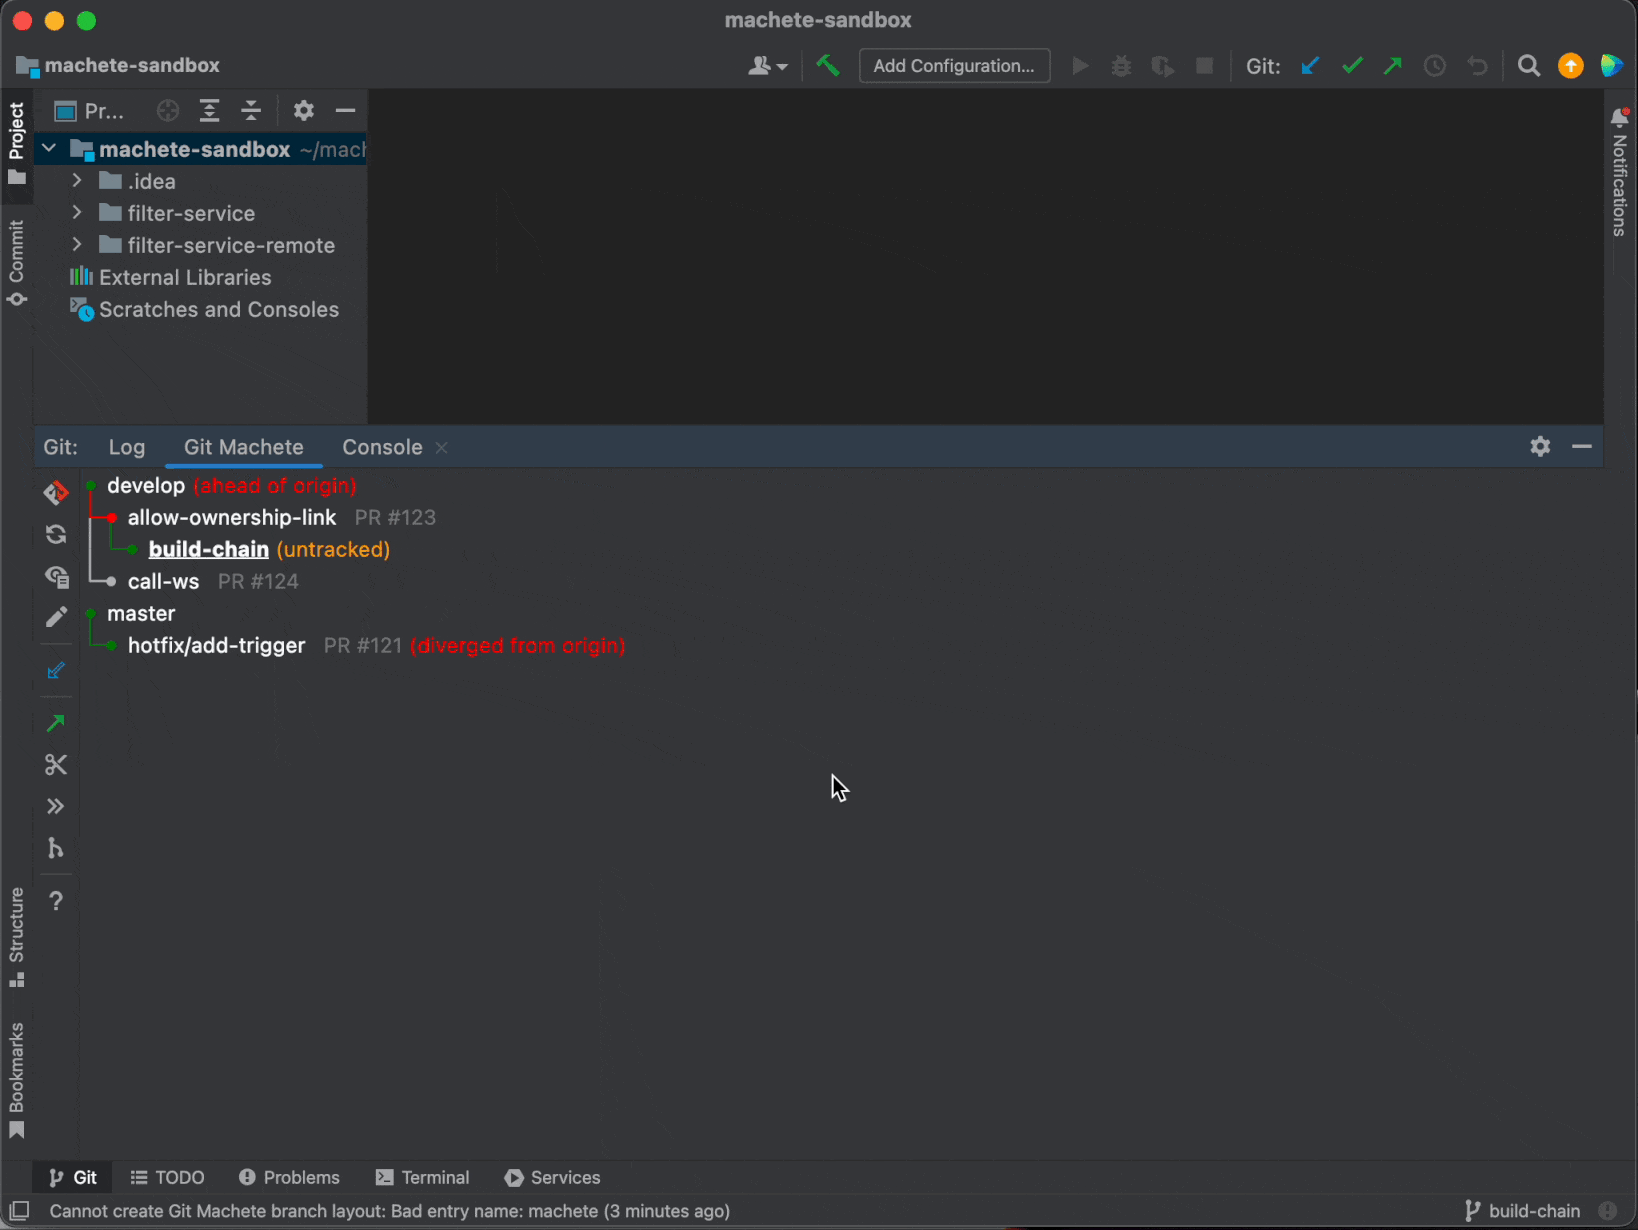 machete-sandbox
machete-sandbox
Add Configuration...
Git:
Project
Pr...
machete-sandbox ~/mach
.idea
filter-service
filter-service-remote
External Libraries
Scratches and Consoles
Commit
Notifications
Git:
Log
Git Machete
Console
develop (ahead of origin)
allow-ownership-link PR #123
build-chain (untracked)
call-ws PR #124
master
hotfix/add-trigger PR #121 (diverged from origin)
?
Structure
Bookmarks
Git
TODO
Problems
Terminal
Services
Cannot create Git Machete branch layout: Bad entry name: machete (3 minutes ago)
build-chain